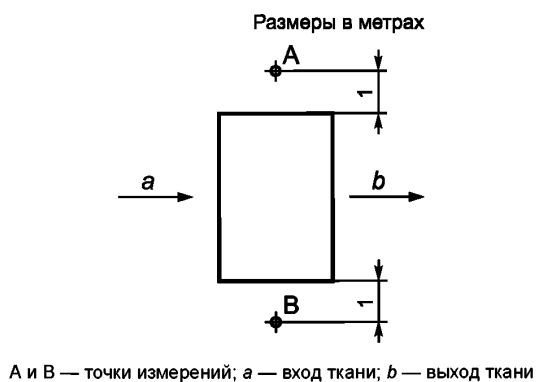 Размеры в метрах
A
1
a
b
1
B
А и В — точки измерений; a — вход ткани; b — выход ткани